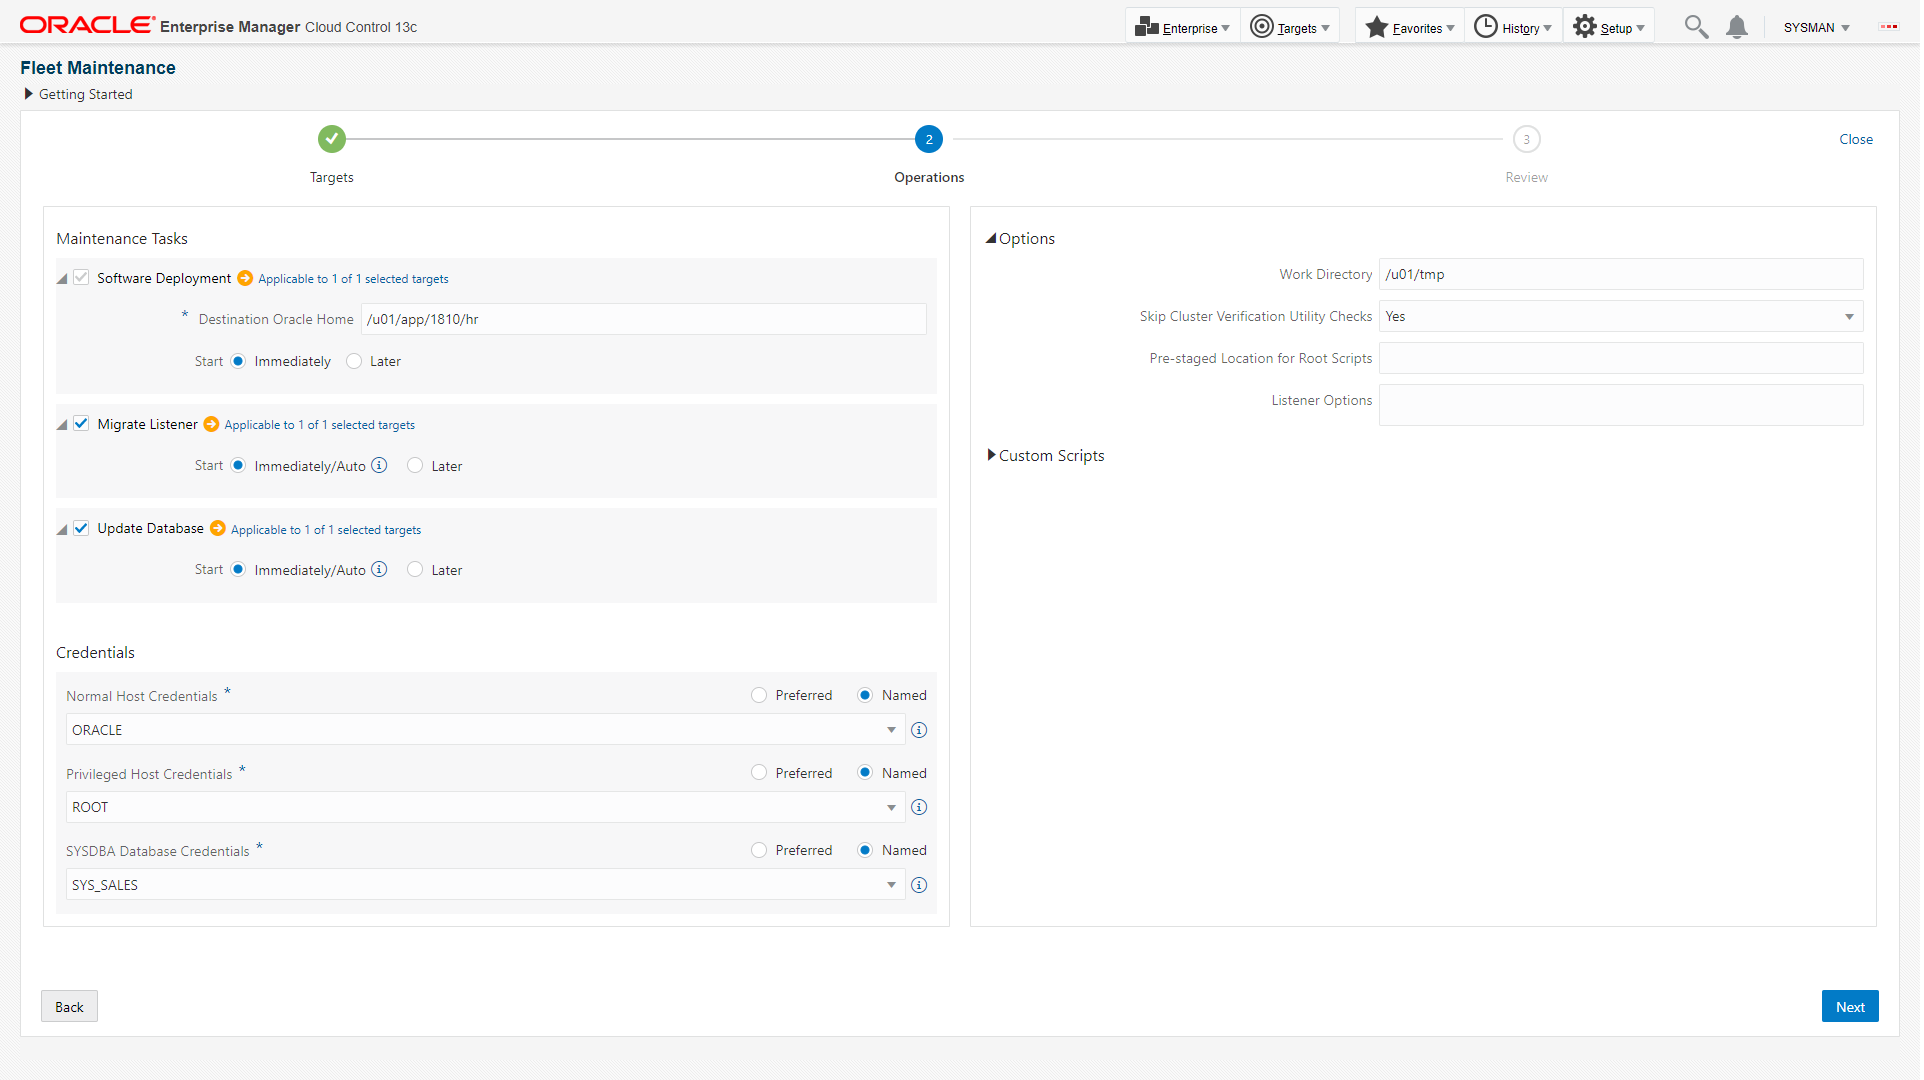 ORACLE Enterprise Manager Cloud Control 13c
Enterprise
Targets
Favorites
History
Setup
SYSMAN
Fleet Maintenance
Getting Started
2
3
Close
Targets
Operations
Review
Maintenance Tasks
Software Deployment
Applicable to 1 of 1 selected targets
* Destination Oracle Home /u01/app/1810/hr
Start Immediately Later
Migrate Listener
Applicable to 1 of 1 selected targets
Start Immediately/Auto i Later
Update Database
Applicable to 1 of 1 selected targets
Start Immediately/Auto i Later
Credentials
Normal Host Credentials * Preferred Named
ORACLE i
Privileged Host Credentials * Preferred Named
ROOT i
SYSDBA Database Credentials * Preferred Named
SYS_SALES i
Options
Work Directory /u01/tmp
Skip Cluster Verification Utility Checks Yes
Pre-staged Location for Root Scripts
Listener Options
Custom Scripts
Back
Next